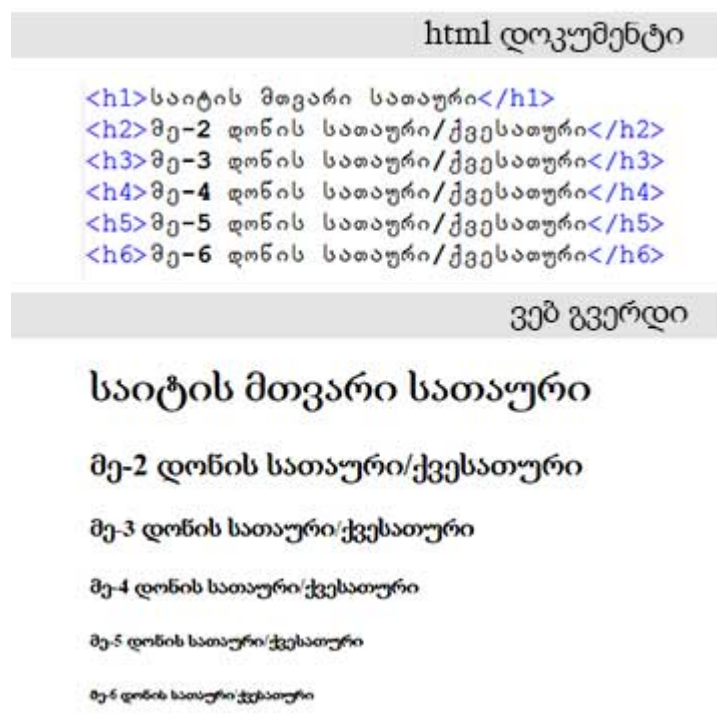 html დოკუმენტი
<h1>საიტის მთვარი სათაური</h1>
<h2>მე-2 დონის სათაური/ქვესათური</h2>
<h3>მე-3 დონის სათაური/ქვესათური</h3>
<h4>მე-4 დონის სათაური/ქვესათური</h4>
<h5>მე-5 დონის სათაური/ქვესათური</h5>
<h6>მე-6 დონის სათაური/ქვესათური</h6>
ვებ გვერდი
საიტის მთვარი სათაური
მე-2 დონის სათაური/ქვესათური
მე-3 დონის სათაური/ქვესათური
მე-4 დონის სათაური/ქვესათური
მე-5 დონის სათაური/ქვესათური
მე-6 დონის სათაური/ქვესათური